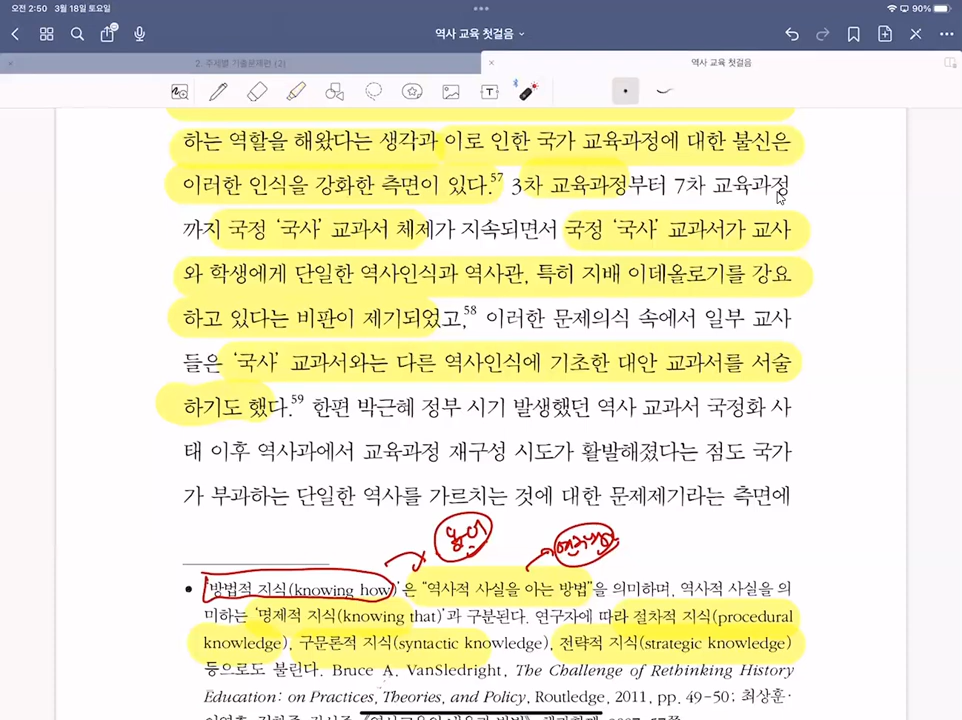 오전 2:50 3월 18일 토요일
90%
역사 교육 첫걸음
2. 주제별 기출문제편 (2)
역사 교육 첫걸음
하는 역할을 해왔다는 생각과 이로 인한 국가 교육과정에 대한 불신은
이러한 인식을 강화한 측면이 있다.57 3차 교육과정부터 7차 교육과정
까지 국정 '국사' 교과서 체제가 지속되면서 국정 '국사' 교과서가 교사
와 학생에게 단일한 역사인식과 역사관, 특히 지배 이데올로기를 강요
하고 있다는 비판이 제기되었고,58 이러한 문제의식 속에서 일부 교사
들은 '국사' 교과서와는 다른 역사인식에 기초한 대안 교과서를 서술
하기도 했다.59 한편 박근혜 정부 시기 발생했던 역사 교과서 국정화 사
태 이후 역사과에서 교육과정 재구성 시도가 활발해졌다는 점도 국가
가 부과하는 단일한 역사를 가르치는 것에 대한 문제제기라는 측면에
● '방법적 지식(knowing how)'은 "역사적 사실을 아는 방법"을 의미하며, 역사적 사실을 의
미하는 '명제적 지식(knowing that)'과 구분된다. 연구자에 따라 절차적 지식(procedural
knowledge), 구문론적 지식(syntactic knowledge), 전략적 지식(strategic knowledge)
등으로도 불린다. Bruce A. VanSledright, The Challenge of Rethinking History
Education: on Practices, Theories, and Policy, Routledge, 2011, pp. 49-50; 최상훈·